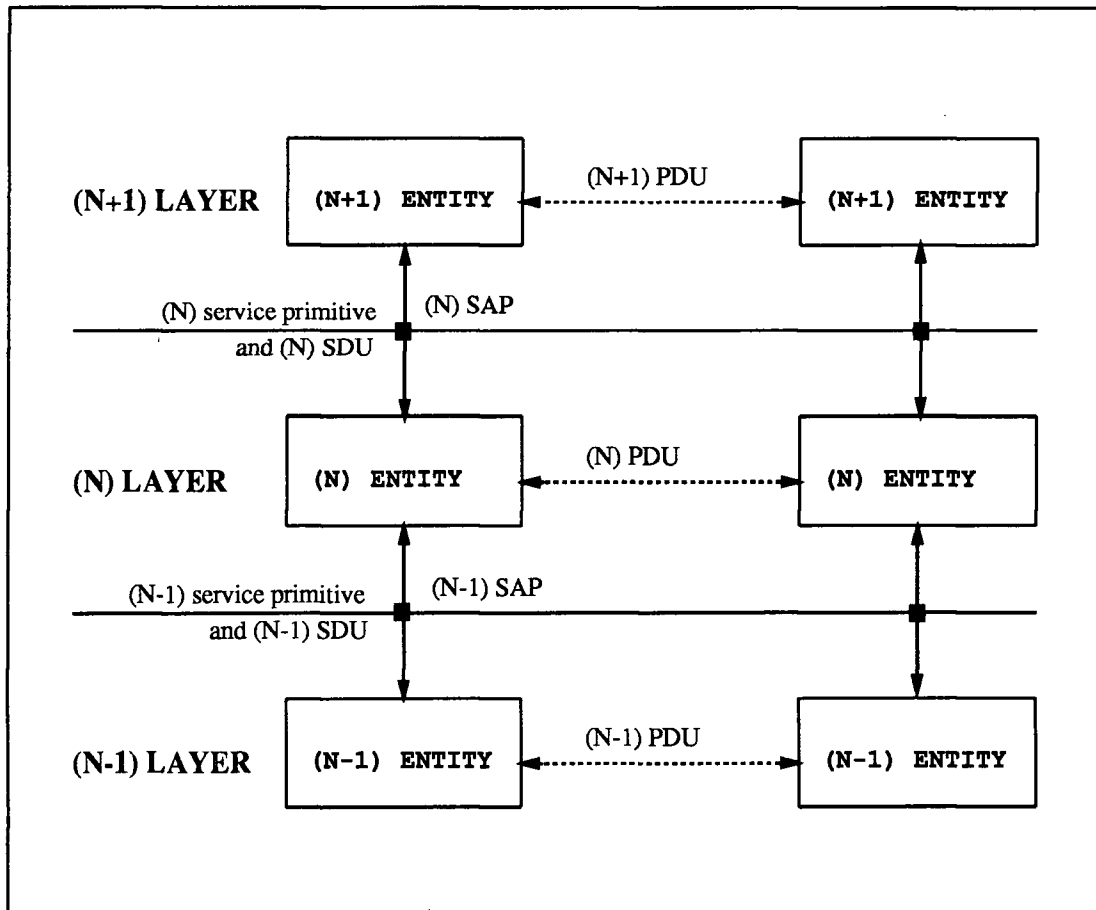 (N+1) LAYER
(N+1) ENTITY
(N+1) PDU
(N+1) ENTITY
(N) service primitive
and (N) SDU
(N) SAP
(N) LAYER
(N) ENTITY
(N) PDU
(N) ENTITY
(N-1) service primitive
and (N-1) SDU
(N-1) SAP
(N-1) LAYER
(N-1) ENTITY
(N-1) PDU
(N-1) ENTITY